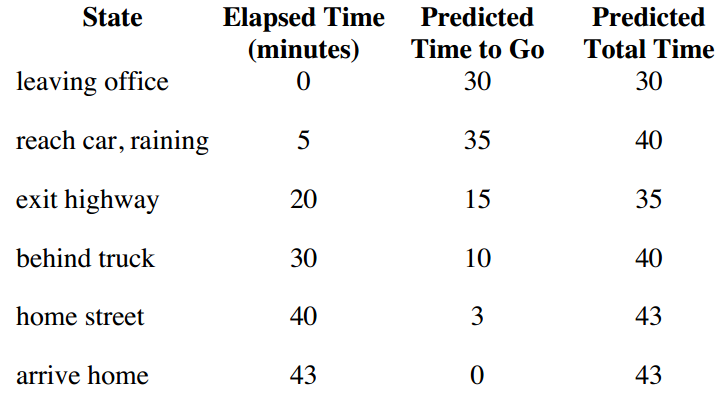 State Elapsed Time Predicted Predicted
(minutes) Time to Go Total Time
leaving office 0 30 30
reach car, raining 5 35 40
exit highway 20 15 35
behind truck 30 10 40
home street 40 3 43
arrive home 43 0 43